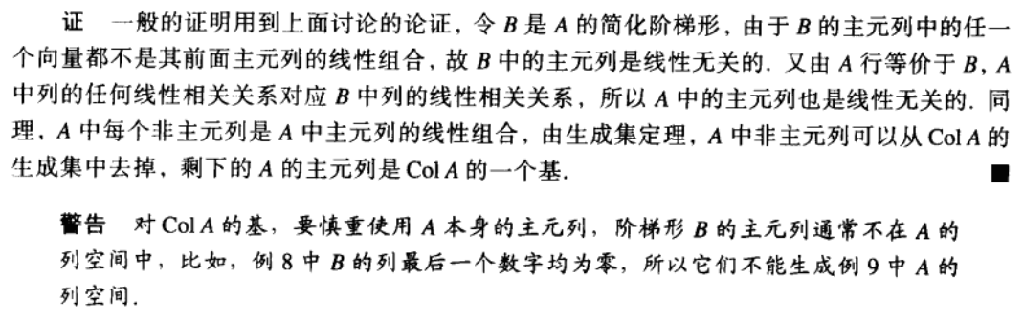 证 一般的证明用到上面讨论的论证,令 B 是 A 的简化阶梯形,由于 B 的主元列中的任一
个向量都不是其前面主元列的线性组合,故 B 中的主元列是线性无关的.又由 A 行等价于 B,A
中列的任何线性相关关系对应 B 中列的线性相关关系,所以 A 中的主元列也是线性无关的.同
理,A 中每个非主元列是 A 中主元列的线性组合,由生成集定理,A 中非主元列可以从 Col A 的
生成集中去掉,剩下的 A 的主元列是 Col A 的一个基. ■
警告 对 Col A 的基,要慎重使用 A 本身的主元列,阶梯形 B 的主元列通常不在 A 的
列空间中,比如,例 8 中 B 的列最后一个数字均为零,所以它们不能生成例 9 中 A 的
列空间.